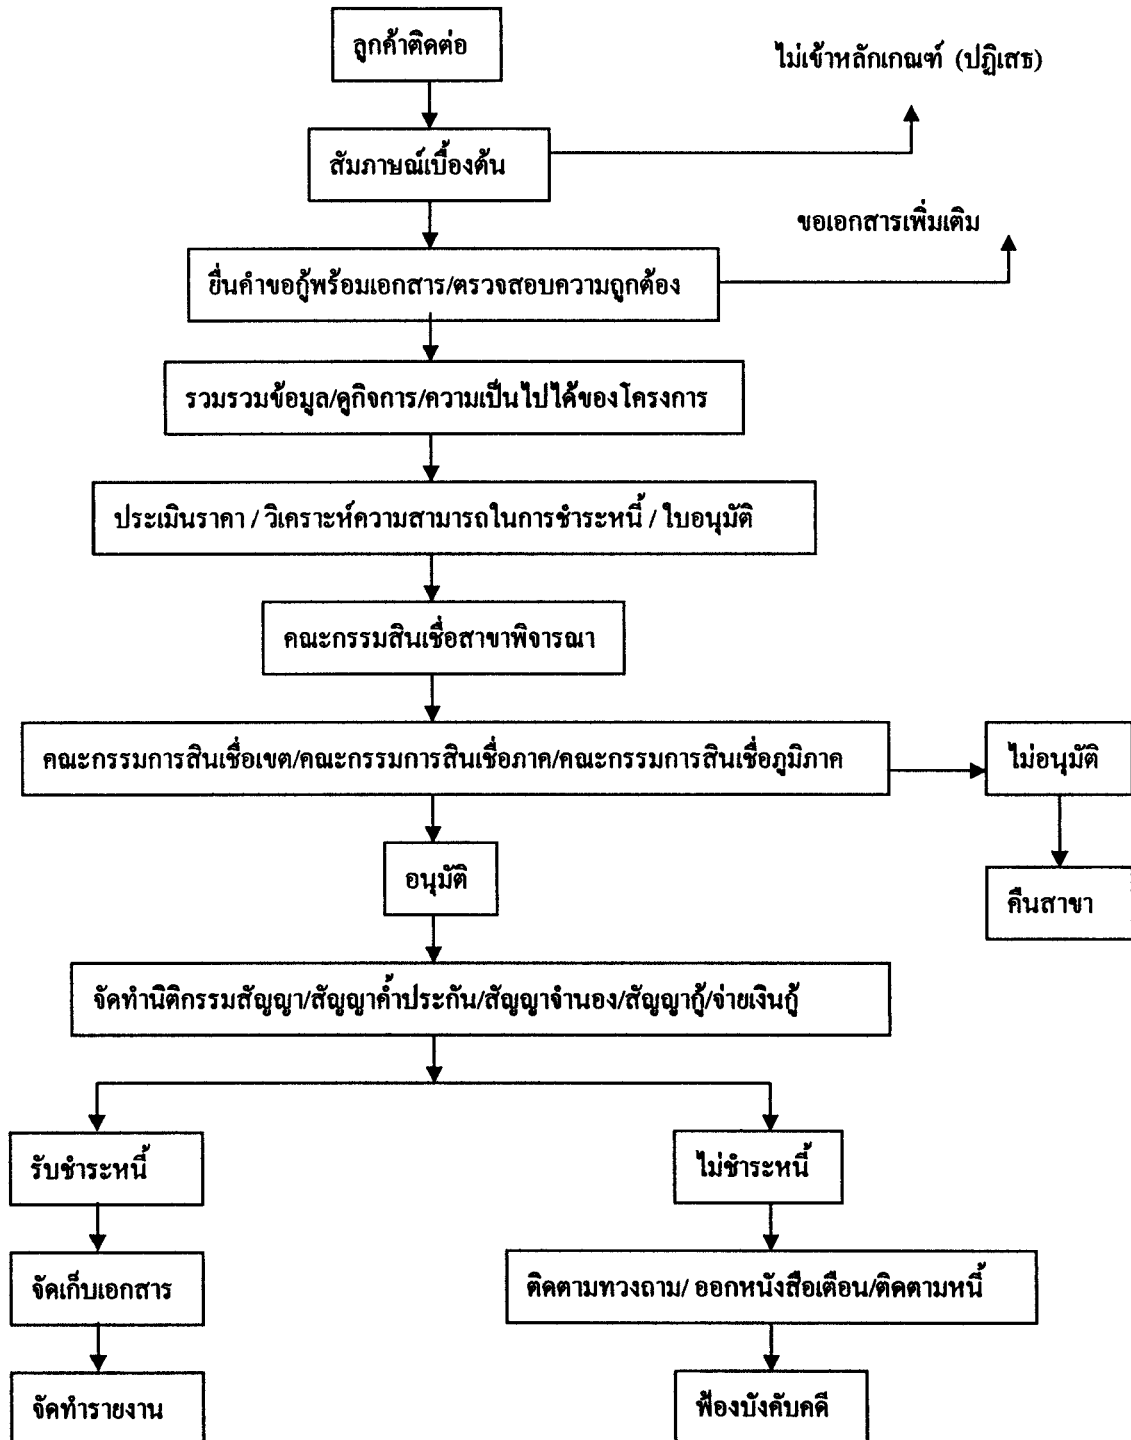 ลูกค้าติดต่อ
ไม่เข้าหลักเกณฑ์ (ปฏิเสธ)
สัมภาษณ์เบื้องต้น
ขอเอกสารเพิ่มเติม
ยื่นคำขอกู้พร้อมเอกสาร/ตรวจสอบความถูกต้อง
รวมรวมข้อมูล/ดูกิจการ/ความเป็นไปได้ของโครงการ
ประเมินราคา / วิเคราะห์ความสามารถในการชำระหนี้ / ใบอนุมัติ
คณะกรรมสินเชื่อสาขาพิจารณา
คณะกรรมการสินเชื่อเขต/คณะกรรมการสินเชื่อภาค/คณะกรรมการสินเชื่อภูมิภาค
ไม่อนุมัติ
อนุมัติ
คืนสาขา
จัดทำนิติกรรมสัญญา/สัญญาค้ำประกัน/สัญญาจำนอง/สัญญากู้/จ่ายเงินกู้
รับชำระหนี้
ไม่ชำระหนี้
จัดเก็บเอกสาร
ติดตามทวงถาม/ ออกหนังสือเตือน/ติดตามหนี้
จัดทำรายงาน
ฟ้องบังคับคดี